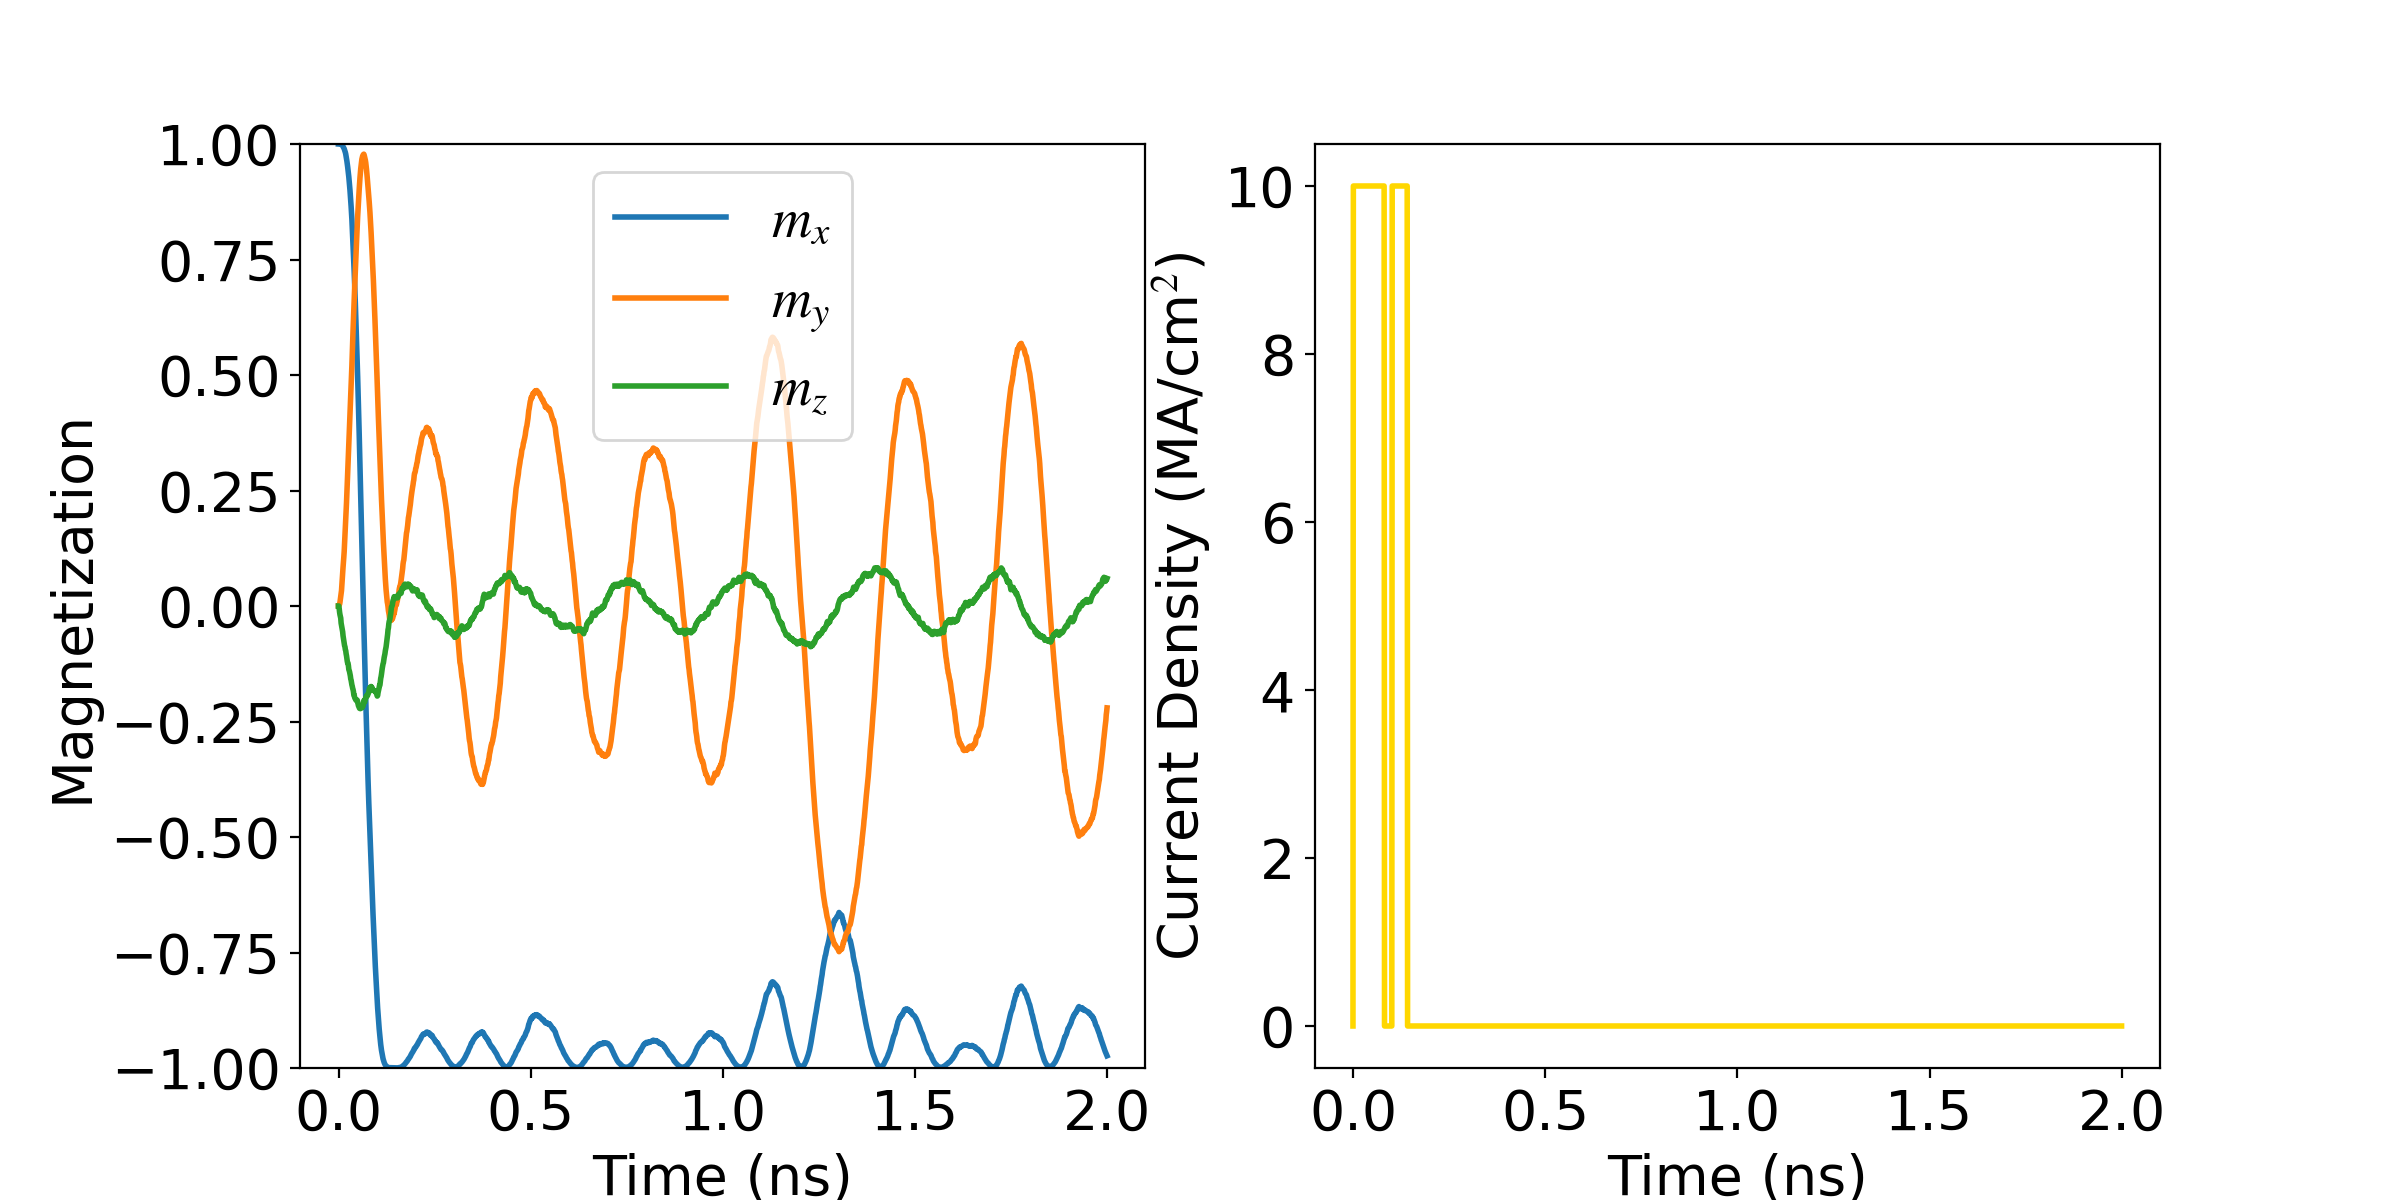 1.00
0.75
0.50
0.25
0.00
−0.25
−0.50
−0.75
−1.00
Magnetization
m_x
m_y
m_z
0.0 0.5 1.0 1.5 2.0
Time (ns)
10
8
6
4
2
0
Current Density (MA/cm²)
0.0 0.5 1.0 1.5 2.0
Time (ns)